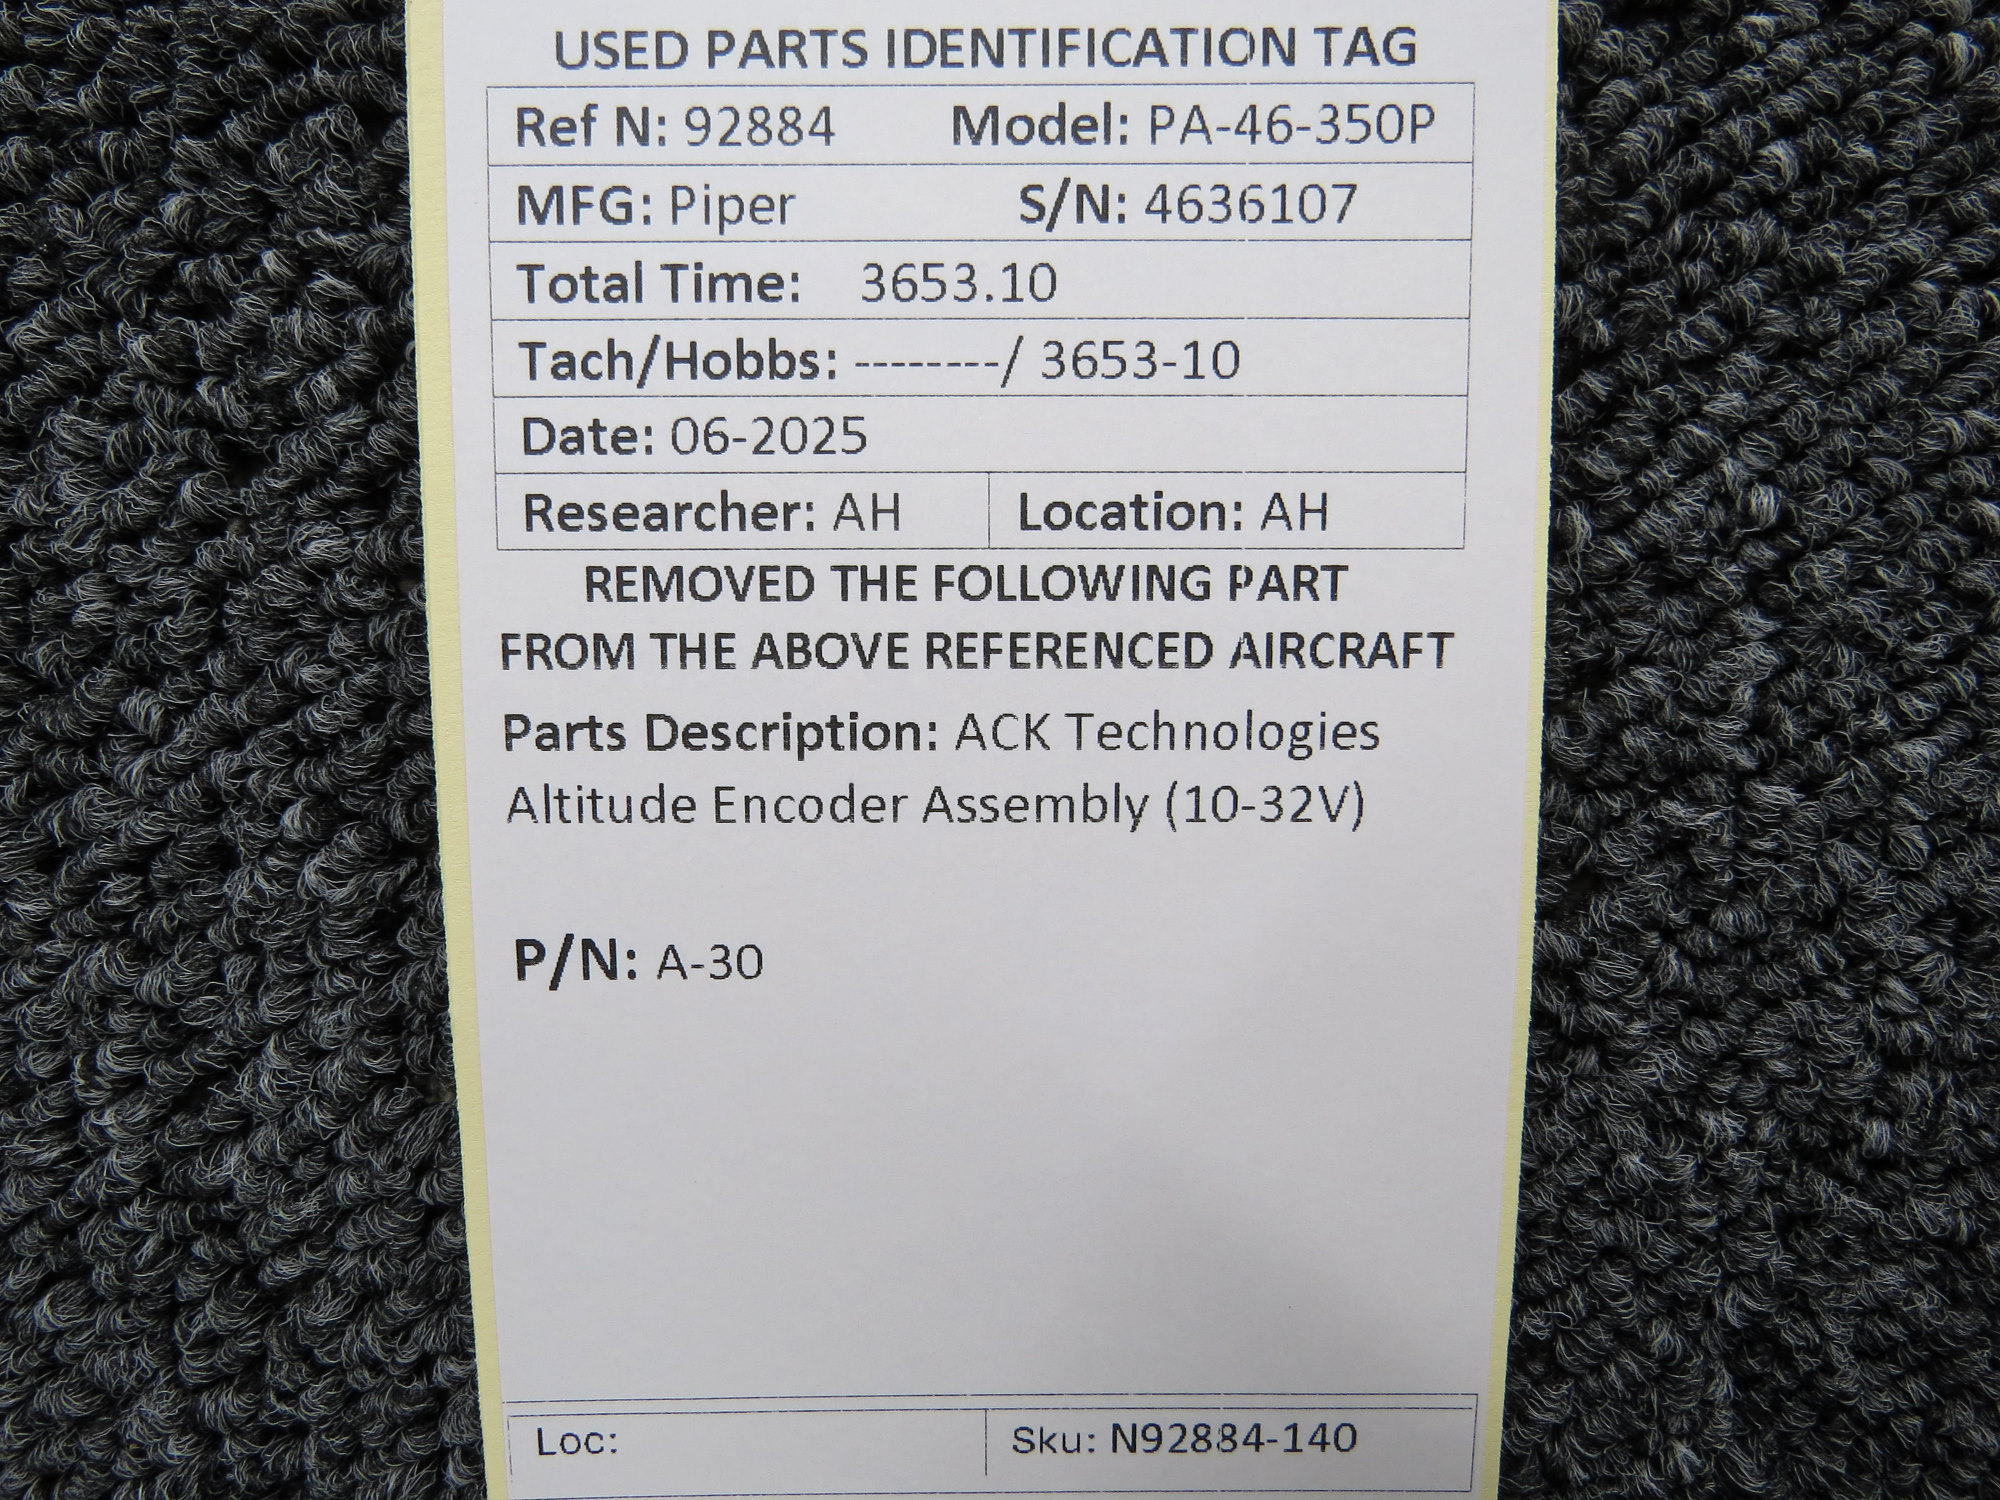 USED PARTS IDENTIFICATION TAG
Ref N: 92884 Model: PA-46-350P
MFG: Piper S/N: 4636107
Total Time: 3653.10
Tach/Hobbs: --------/ 3653-10
Date: 06-2025
Researcher: AH Location: AH
REMOVED THE FOLLOWING PART
FROM THE ABOVE REFERENCED AIRCRAFT
Parts Description: ACK Technologies
Altitude Encoder Assembly (10-32V)
P/N: A-30
Loc: Sku: N92884-140